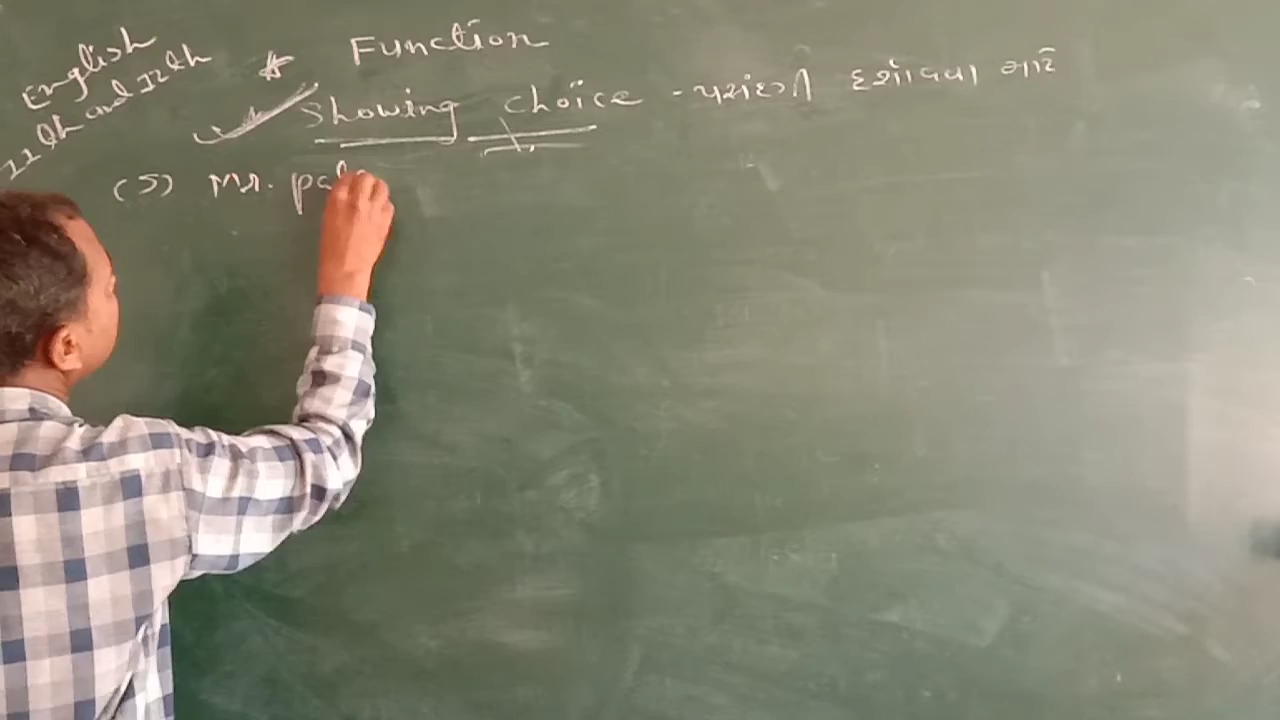 English
11th and 12th
* Function
✓ Showing choice - પસંદગી દર્શાવવા માટે
(5) Mr. pa